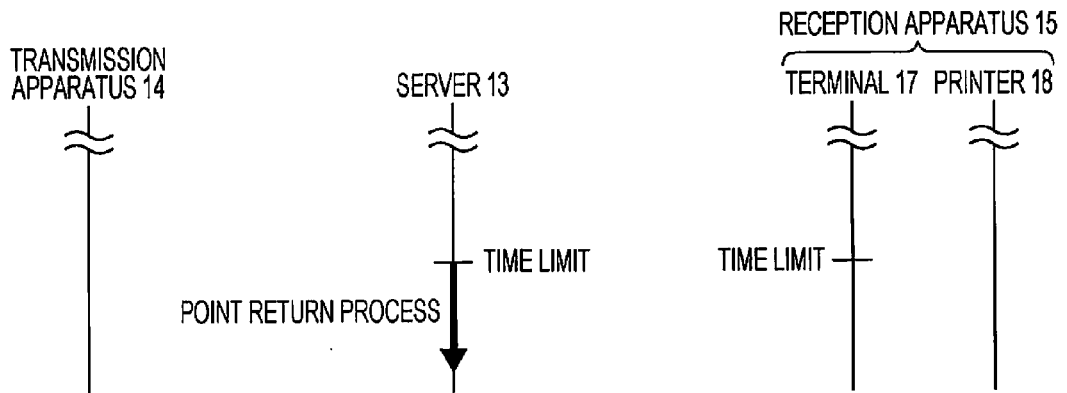 RECEPTION APPARATUS 15
TRANSMISSION
APPARATUS 14
SERVER 13
TERMINAL 17
PRINTER 18
TIME LIMIT
TIME LIMIT
POINT RETURN PROCESS